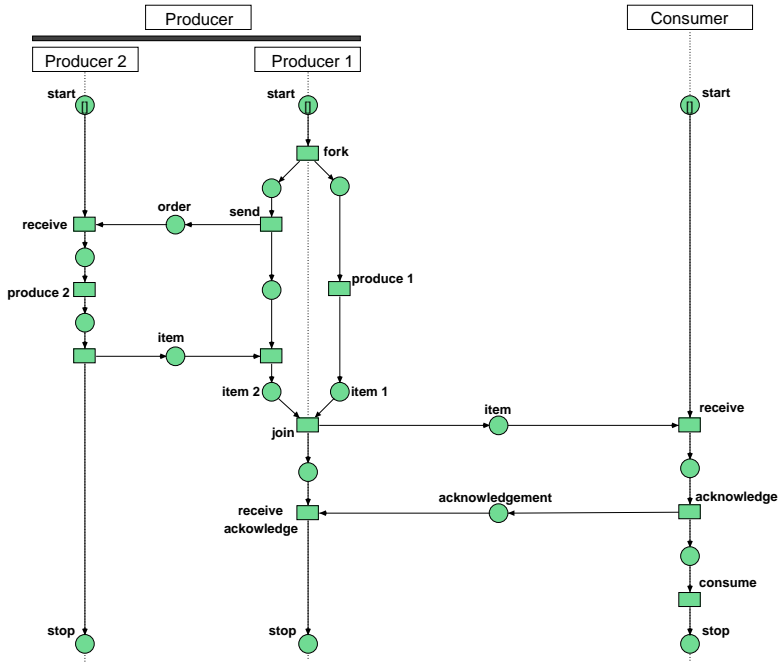 Producer
Consumer
Producer 2
Producer 1
start
start
start
fork
order
send
receive
produce 2
produce 1
item
item 2
item 1
item
receive
join
acknowledgement
acknowledge
receive
ackowledge
consume
stop
stop
stop